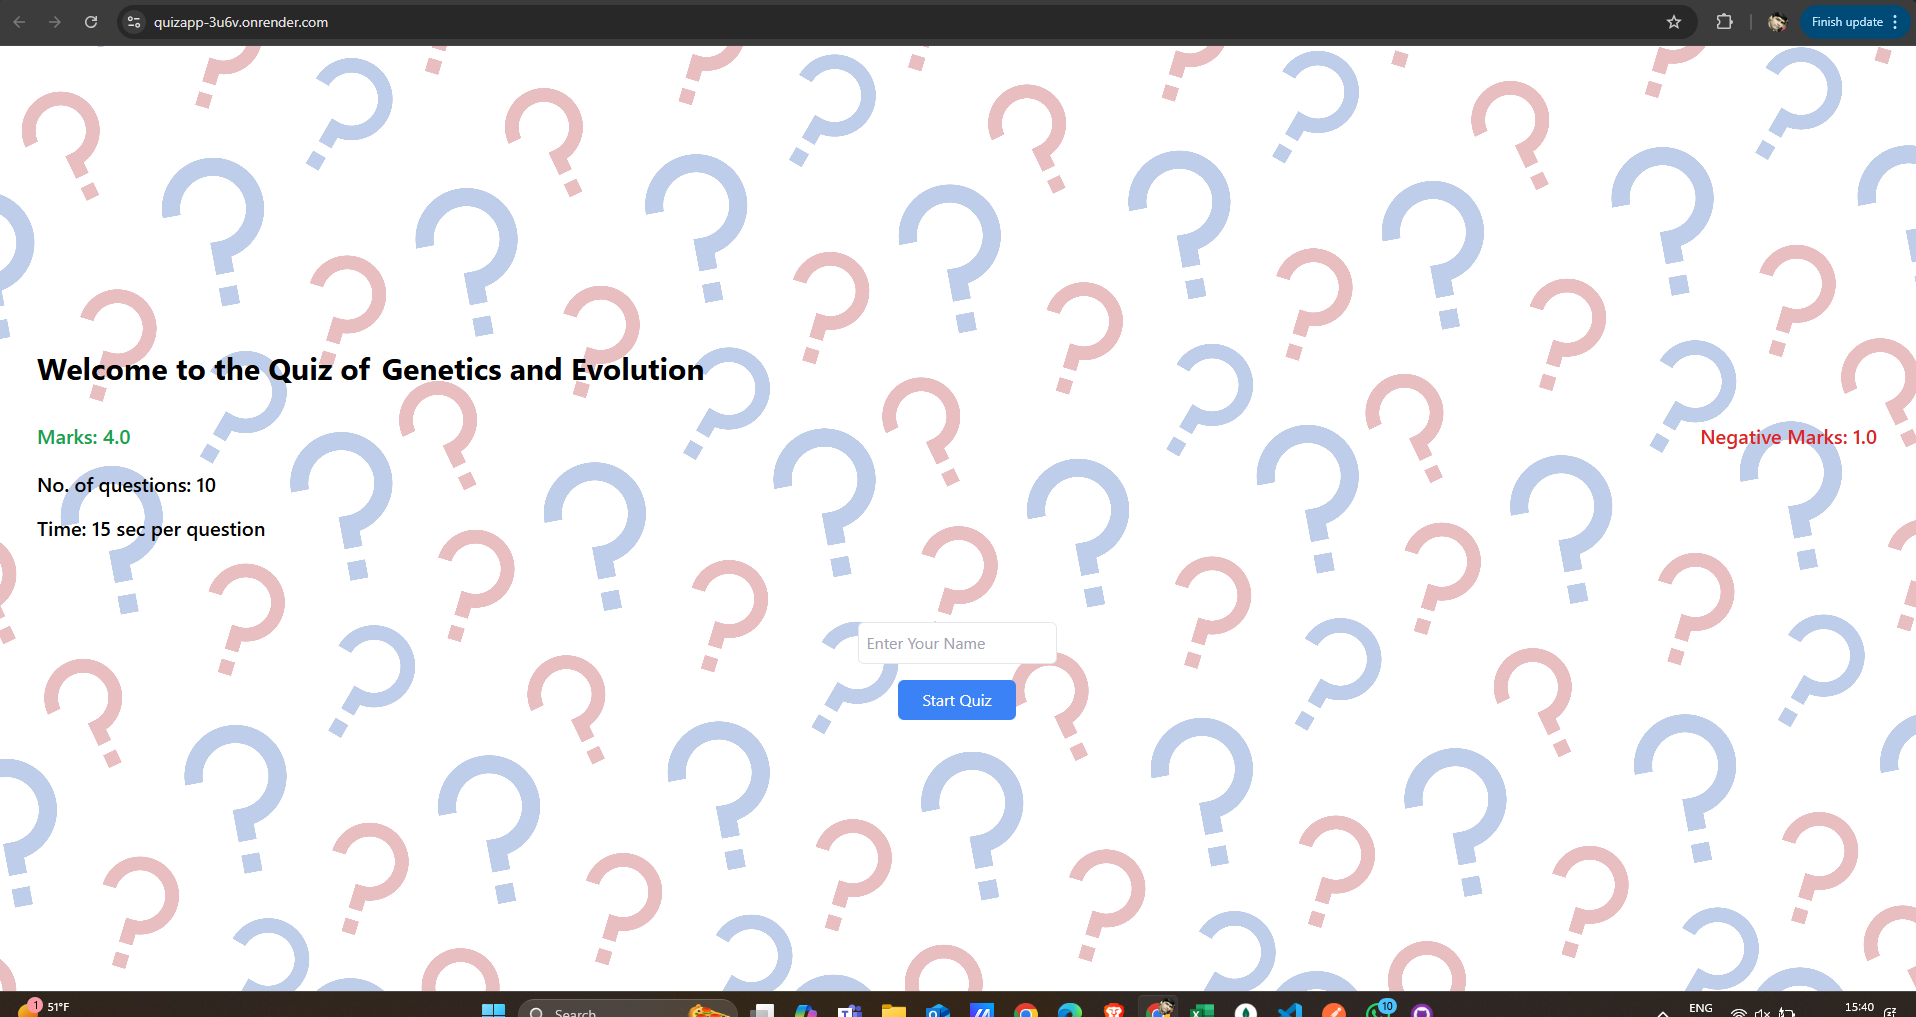 quizapp-3u6v.onrender.com
Finish update
Welcome to the Quiz of Genetics and Evolution
Marks: 4.0
Negative Marks: 1.0
No. of questions: 10
Time: 15 sec per question
Enter Your Name
Start Quiz
1
51°F
Search
10
ENG
15:40